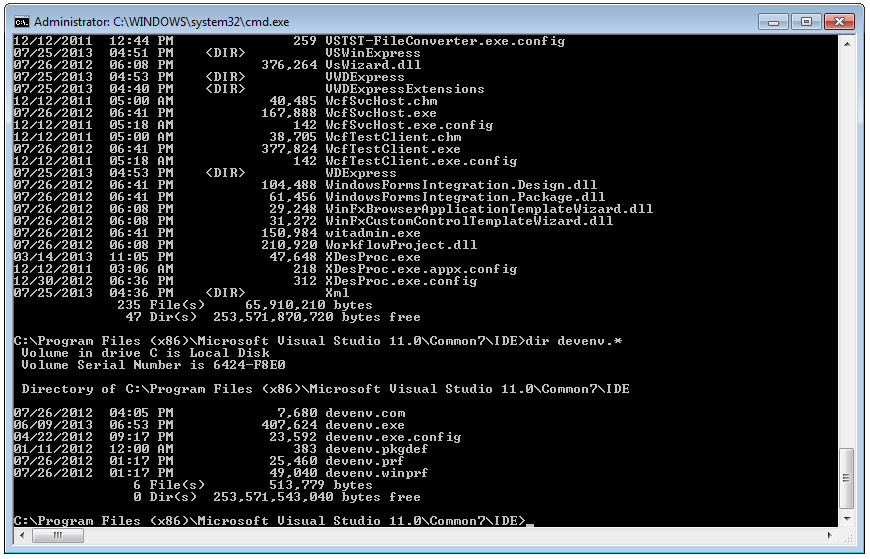 Administrator: C:\WINDOWS\system32\cmd.exe
12/12/2011  12:44 PM               259 VSTST-FileConverter.exe.config
07/25/2013  04:51 PM    <DIR>          VSWinExpress
07/26/2012  06:08 PM           376,264 VsWizard.dll
07/25/2013  04:53 PM    <DIR>          VWDExpress
07/25/2013  04:40 PM    <DIR>          VWDExpressExtensions
12/12/2011  05:00 AM            40,485 WcfSvcHost.chm
07/26/2012  06:41 PM           167,888 WcfSvcHost.exe
12/12/2011  05:18 AM               142 WcfSvcHost.exe.config
12/12/2011  05:00 AM            38,705 WcfTestClient.chm
07/26/2012  06:41 PM           377,824 WcfTestClient.exe
12/12/2011  05:18 AM               142 WcfTestClient.exe.config
07/25/2013  04:53 PM    <DIR>          WDExpress
07/26/2012  06:41 PM           104,488 WindowsFormsIntegration.Design.dll
07/26/2012  06:41 PM            61,456 WindowsFormsIntegration.Package.dll
07/26/2012  06:08 PM            29,248 WinFxBrowserApplicationTemplateWizard.dll
07/26/2012  06:08 PM            31,272 WinFxCustomControlTemplateWizard.dll
07/26/2012  06:41 PM           150,984 witadmin.exe
07/26/2012  06:08 PM           210,920 WorkflowProject.dll
03/14/2013  11:05 PM            47,648 XDesProc.exe
12/12/2011  03:06 AM               218 XDesProc.exe.appx.config
12/30/2012  06:36 PM               312 XDesProc.exe.config
07/25/2013  04:36 PM    <DIR>          Xml
235 File(s)     65,910,210 bytes
47 Dir(s)  253,571,870,720 bytes free
C:\Program Files (x86)\Microsoft Visual Studio 11.0\Common7\IDE>dir devenv.*
Volume in drive C is Local Disk
Volume Serial Number is 6424-F8E0
Directory of C:\Program Files (x86)\Microsoft Visual Studio 11.0\Common7\IDE
07/26/2012  04:05 PM             7,680 devenv.com
06/09/2013  06:53 PM           407,624 devenv.exe
04/22/2012  09:17 PM            23,592 devenv.exe.config
01/11/2012  12:00 AM               383 devenv.pkgdef
07/26/2012  01:17 PM            25,460 devenv.prf
07/26/2012  01:17 PM            49,040 devenv.winprf
6 File(s)        513,779 bytes
0 Dir(s)  253,571,543,040 bytes free
C:\Program Files (x86)\Microsoft Visual Studio 11.0\Common7\IDE>_